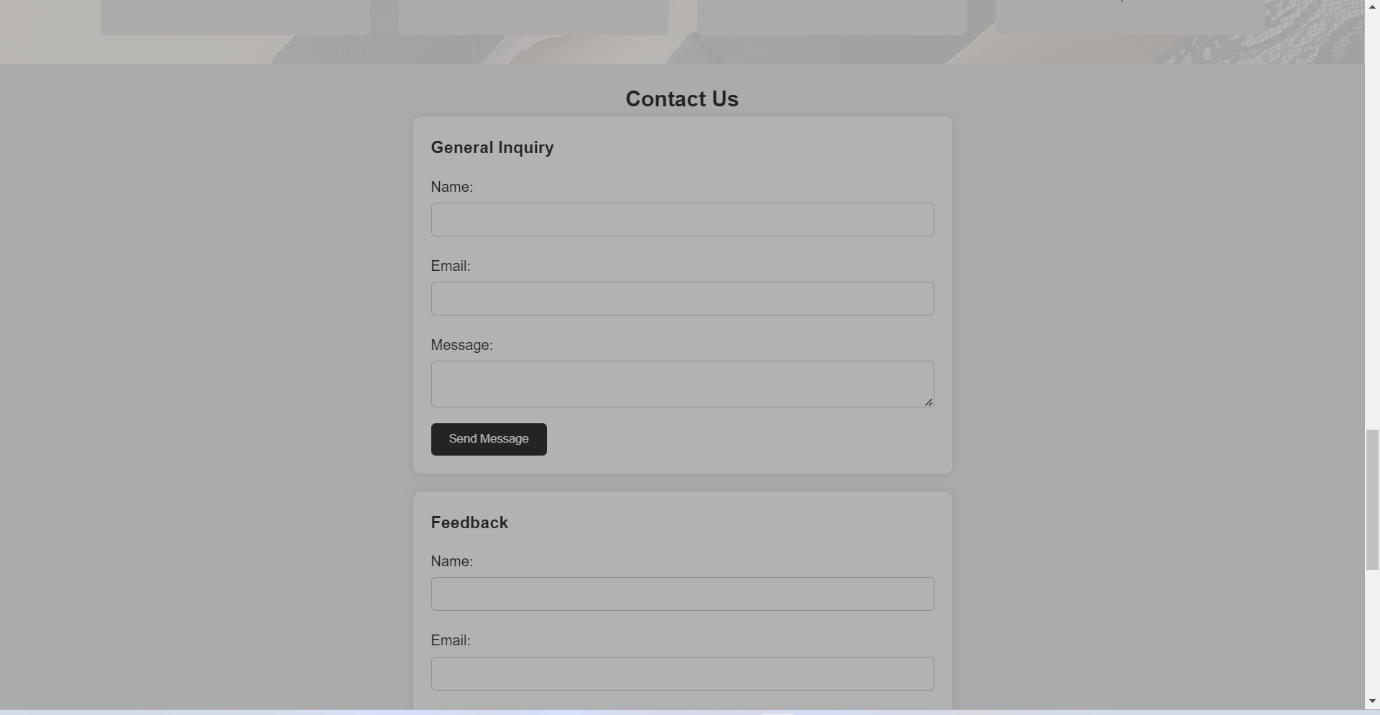 Contact Us
General Inquiry
Name:
Email:
Message:
Send Message
Feedback
Name:
Email: